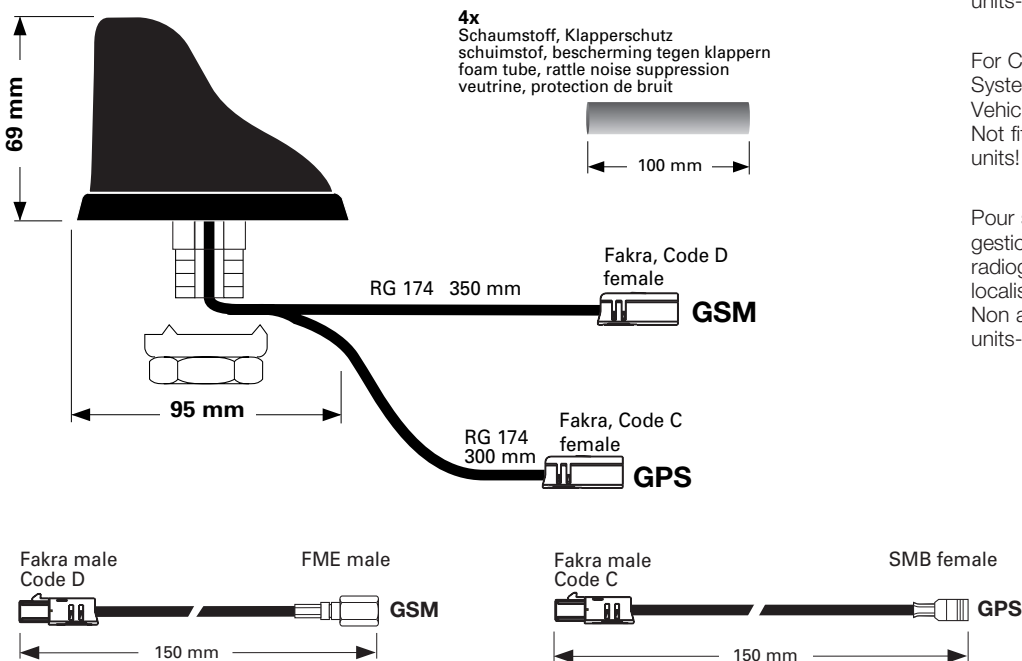 4x
Schaumstoff, Klapperschutz
schuimstof, bescherming tegen klappern
foam tube, rattle noise suppression
veutrine, protection de bruit
100 mm
69 mm
RG 174 350 mm
Fakra, Code D
female
GSM
95 mm
RG 174
300 mm
Fakra, Code C
female
GPS
Fakra male
Code D
FME male
GSM
150 mm
Fakra male
Code C
SMB female
GPS
150 mm
units-
For C
Syste
Vehic
Not fi
units!
Pour
gestio
radiog
localis
Non a
units-